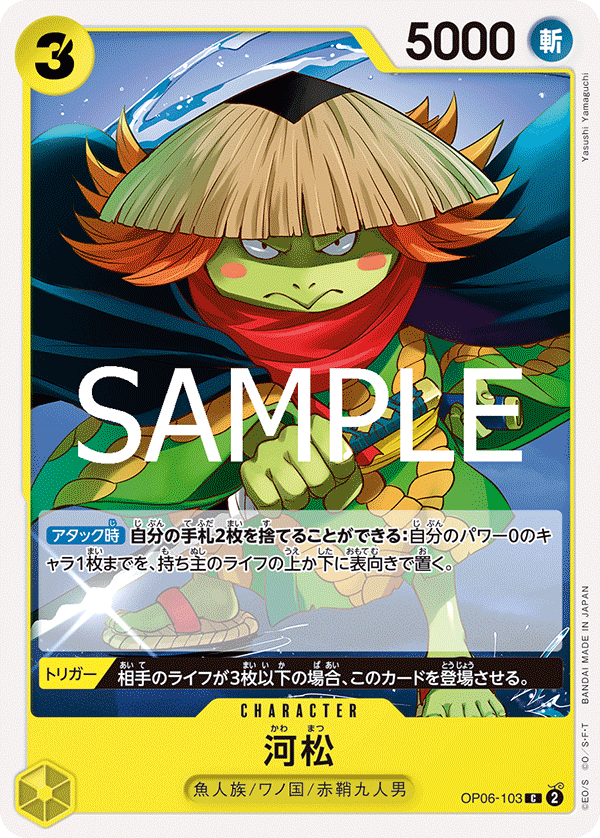 3
5000
斬
Yasushi Yamaguchi
SAMPLE
アタック時 自分の手札2枚を捨てることができる:自分のパワー0のキ
ャラ1枚までを、持ち主のライフの上か下に表向きで置く。
トリガー 相手のライフが3枚以下の場合、このカードを登場させる。
CHARACTER
かわ まつ
河松
魚人族/ワノ国/赤鞘九人男
OP06-103 C 2
©E.O/S ©O/S・F・T BANDAI MADE IN JAPAN